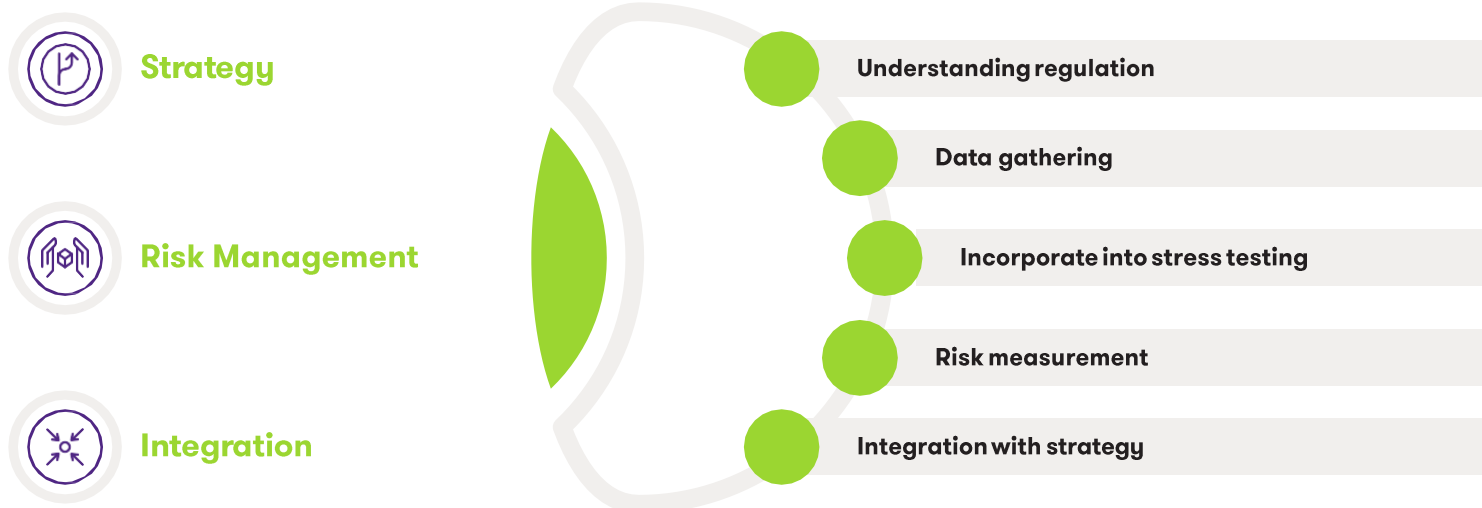 Strategy
Risk Management
Integration
Understanding regulation
Data gathering
Incorporate into stress testing
Risk measurement
Integration with strategy